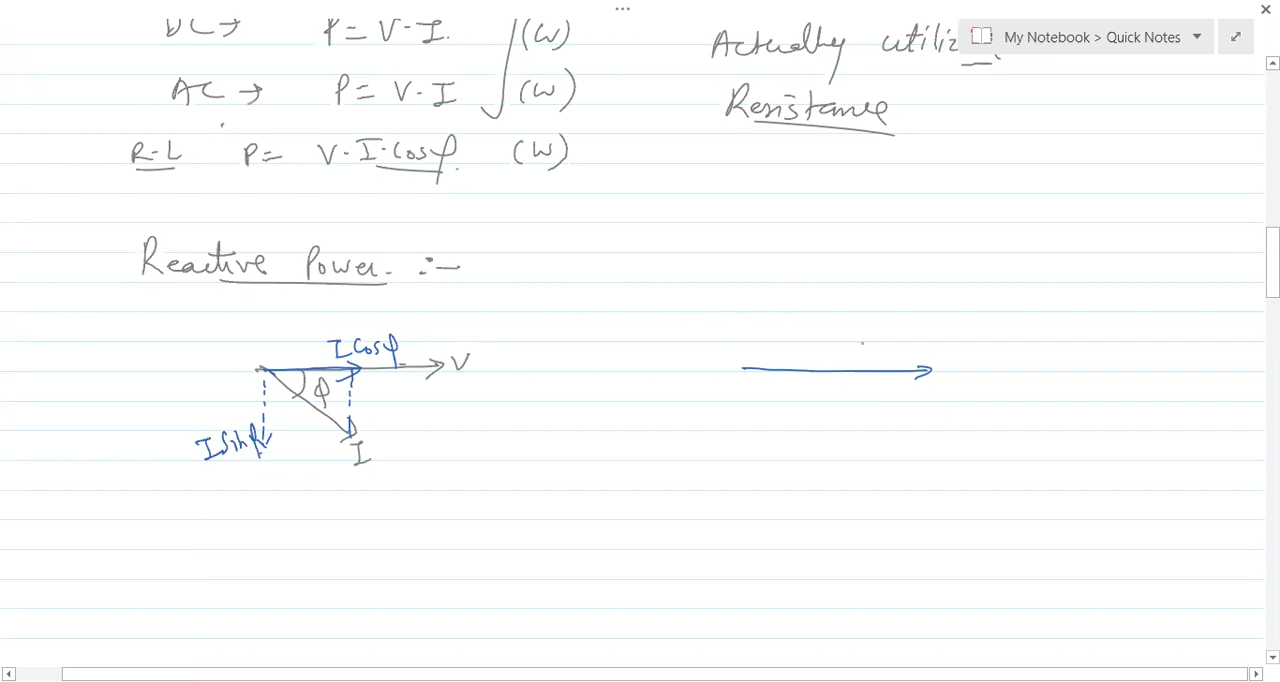 ...
My Notebook > Quick Notes
DC → P = V·I. (W)
Actually utiliz
AC → P = V·I (W)
Resistance
R-L P = V·I·Cosφ (W)
Reactive Power. :-
I Cosφ
V
φ
I Sinφ
I